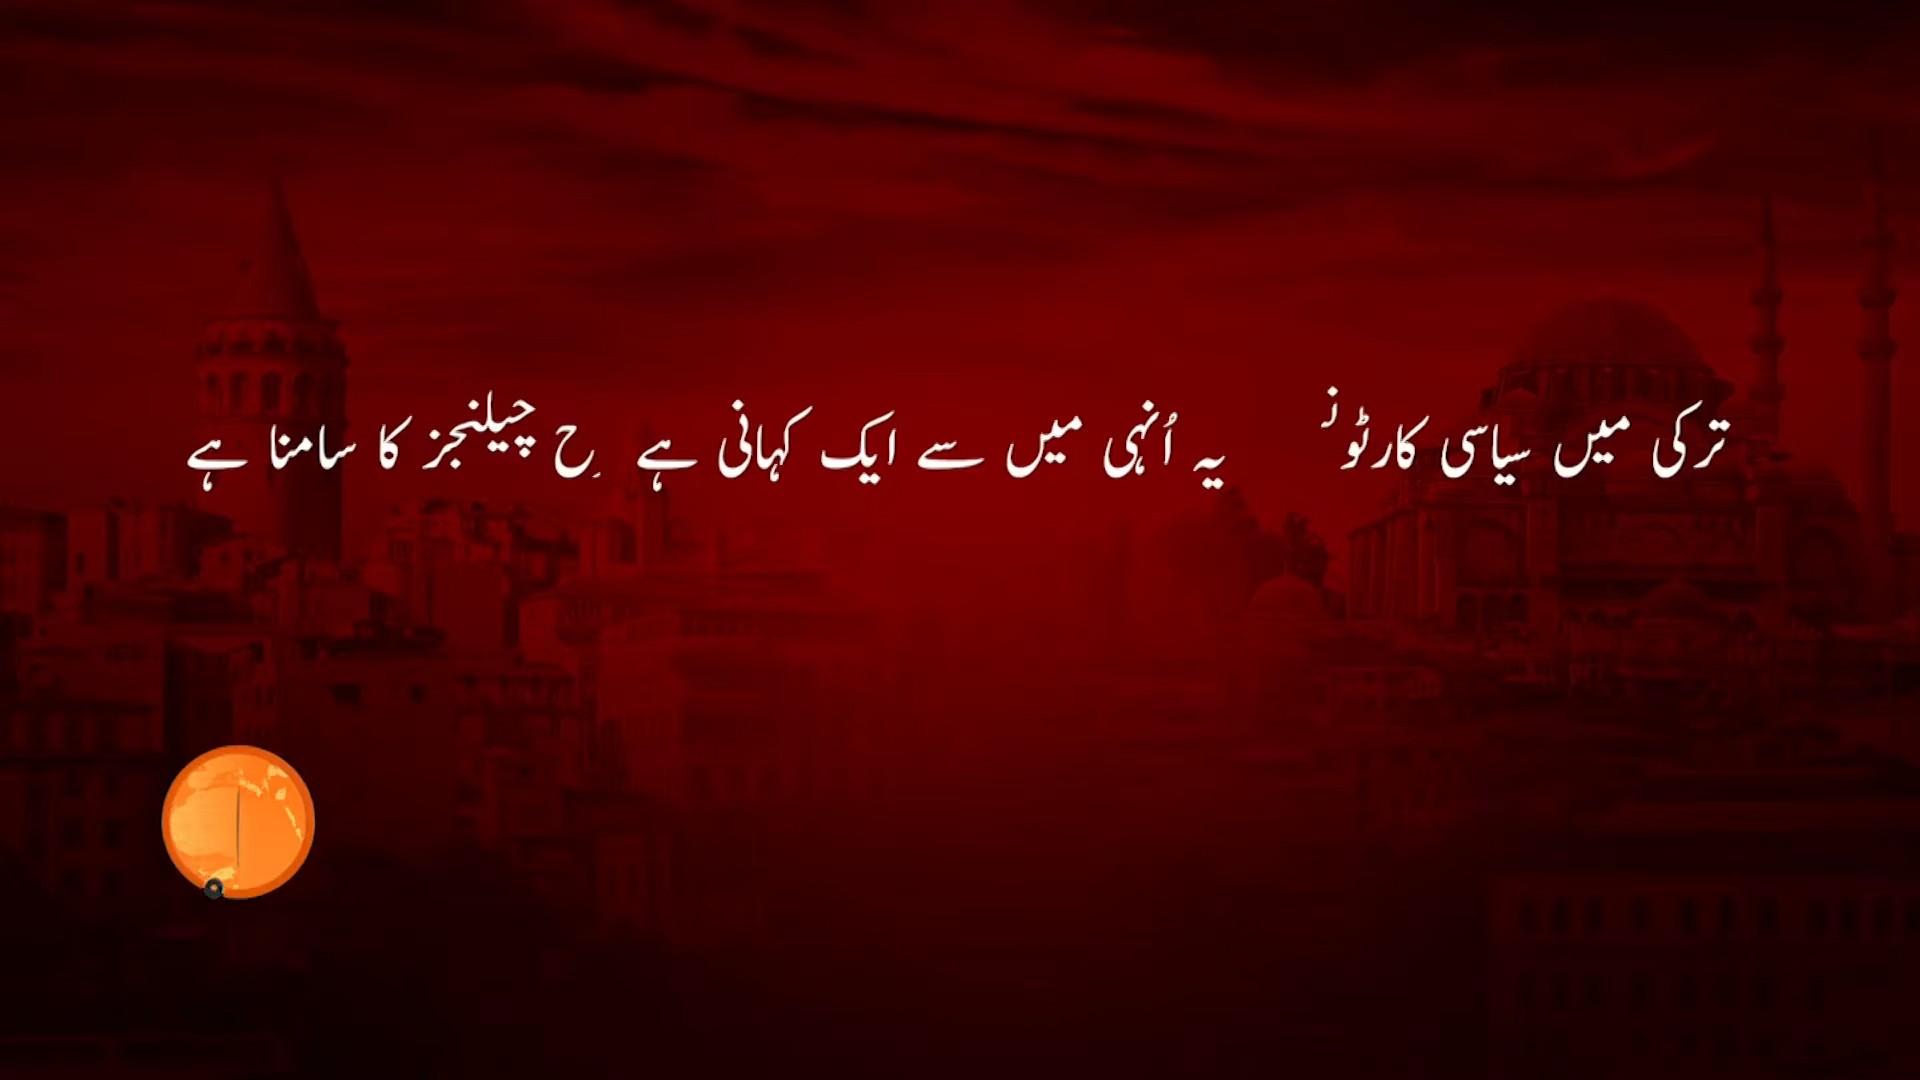 ترکی میں سیاسی کارٹو یہ اُنہی میں سے ایک کہانی ہے ح چیلنجز کا سامنا ہے